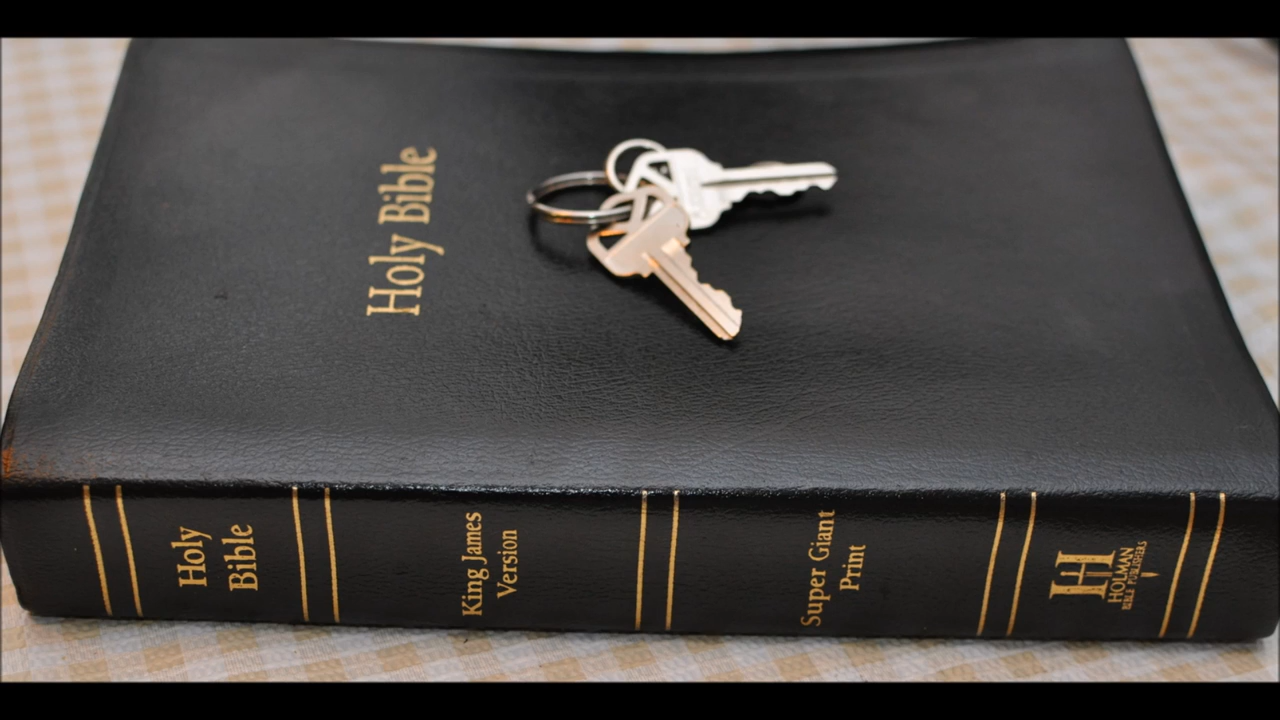 Holy Bible
Holy
Bible
King James
Version
Super Giant
Print
HOLMAN
BIBLE PUBLISHERS